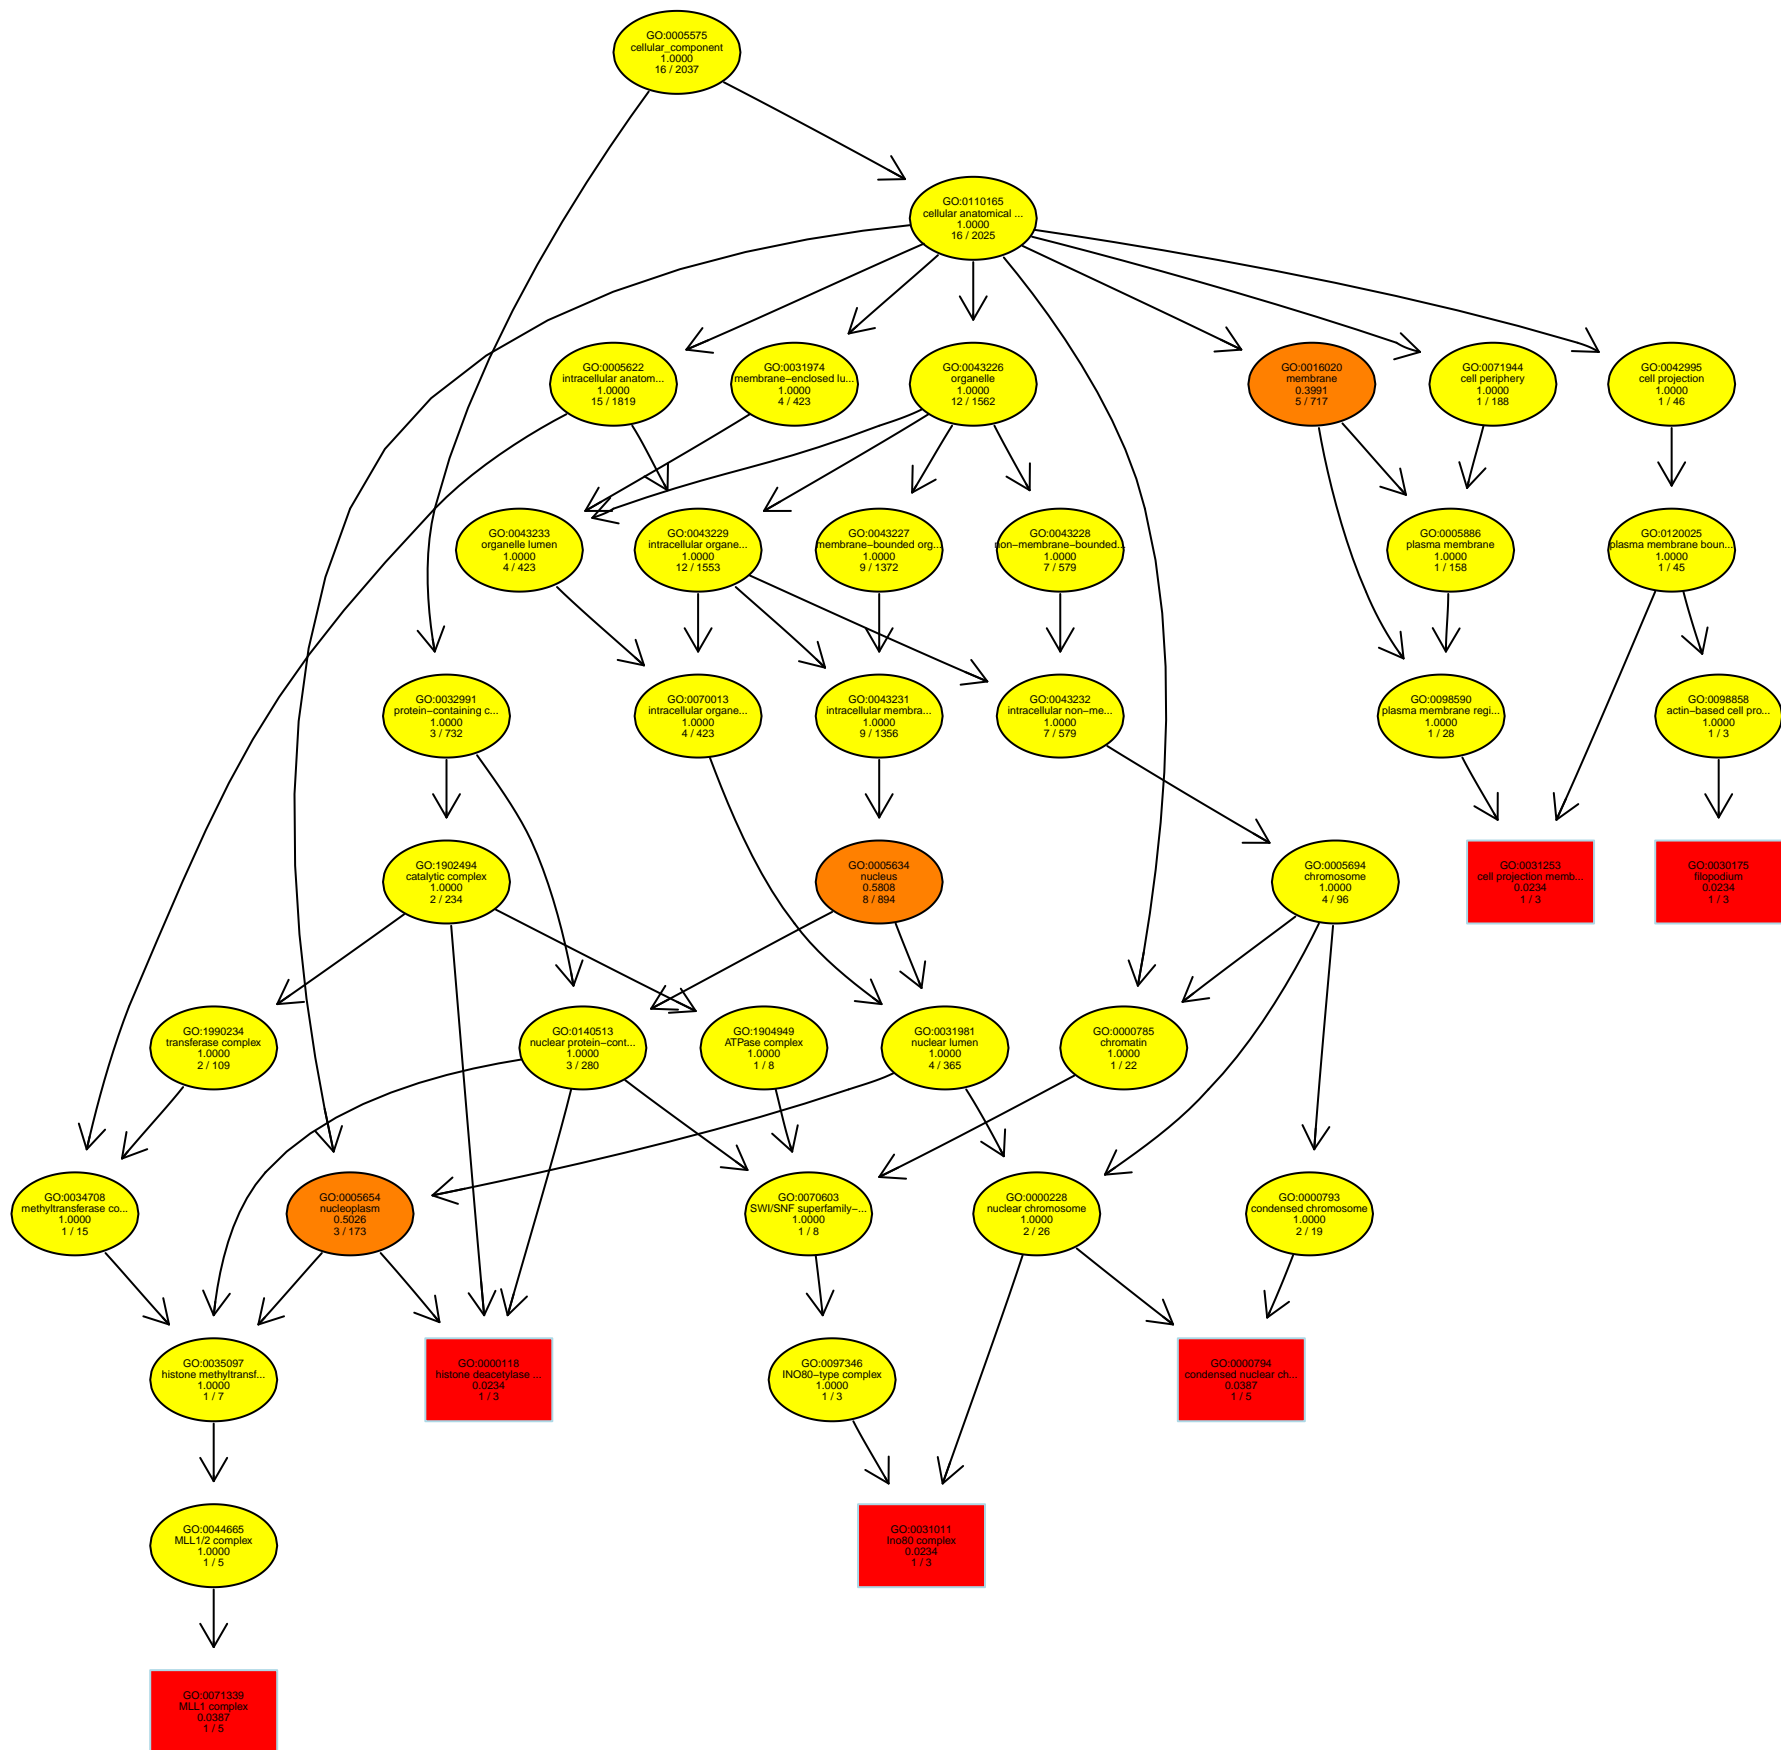 GO:0005575
cellular_component
1.0000
16 / 2037
GO:0110165
cellular anatomical ...
1.0000
16 / 2025
GO:0005622
intracellular anatom...
1.0000
15 / 1819
GO:0031974
membrane−enclosed lu...
1.0000
4 / 423
GO:0043226
organelle
1.0000
12 / 1562
GO:0016020
membrane
0.3991
5 / 717
GO:0071944
cell periphery
1.0000
1 / 188
GO:0042995
cell projection
1.0000
1 / 46
GO:0043233
organelle lumen
1.0000
4 / 423
GO:0043229
intracellular organe...
1.0000
12 / 1553
GO:0043227
membrane−bounded org...
1.0000
9 / 1372
GO:0043228
non−membrane−bounded...
1.0000
7 / 579
GO:0005886
plasma membrane
1.0000
1 / 158
GO:0120025
plasma membrane boun...
1.0000
1 / 45
GO:0032991
protein−containing c...
1.0000
3 / 732
GO:0070013
intracellular organe...
1.0000
4 / 423
GO:0043231
intracellular membra...
1.0000
9 / 1356
GO:0043232
intracellular non−me...
1.0000
7 / 579
GO:0098590
plasma membrane regi...
1.0000
1 / 28
GO:0098858
actin−based cell pro...
1.0000
1 / 3
GO:1902494
catalytic complex
1.0000
2 / 234
GO:0005634
nucleus
0.5808
8 / 894
GO:0005694
chromosome
1.0000
4 / 96
GO:0031253
cell projection memb...
0.0234
1 / 3
GO:0030175
filopodium
0.0234
1 / 3
GO:1990234
transferase complex
1.0000
2 / 109
GO:0140513
nuclear protein−cont...
1.0000
3 / 280
GO:1904949
ATPase complex
1.0000
1 / 8
GO:0031981
nuclear lumen
1.0000
4 / 365
GO:0000785
chromatin
1.0000
1 / 22
GO:0034708
methyltransferase co...
1.0000
1 / 15
GO:0005654
nucleoplasm
0.5026
3 / 173
GO:0070603
SWI/SNF superfamily−...
1.0000
1 / 8
GO:0000228
nuclear chromosome
1.0000
2 / 26
GO:0000793
condensed chromosome
1.0000
2 / 19
GO:0035097
histone methyltransf...
1.0000
1 / 7
GO:0000118
histone deacetylase ...
0.0234
1 / 3
GO:0097346
INO80−type complex
1.0000
1 / 3
GO:0000794
condensed nuclear ch...
0.0387
1 / 5
GO:0044665
MLL1/2 complex
1.0000
1 / 5
GO:0031011
Ino80 complex
0.0234
1 / 3
GO:0071339
MLL1 complex
0.0387
1 / 5